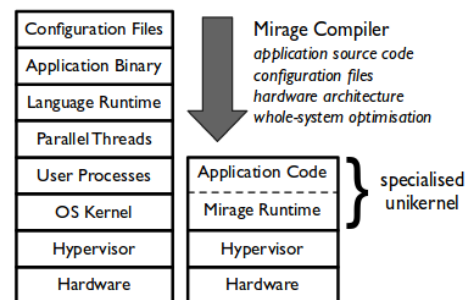 Configuration Files
Application Binary
Language Runtime
Parallel Threads
User Processes
OS Kernel
Hypervisor
Hardware
Mirage Compiler
application source code
configuration files
hardware architecture
whole-system optimisation
Application Code
Mirage Runtime
Hypervisor
Hardware
specialised
unikernel